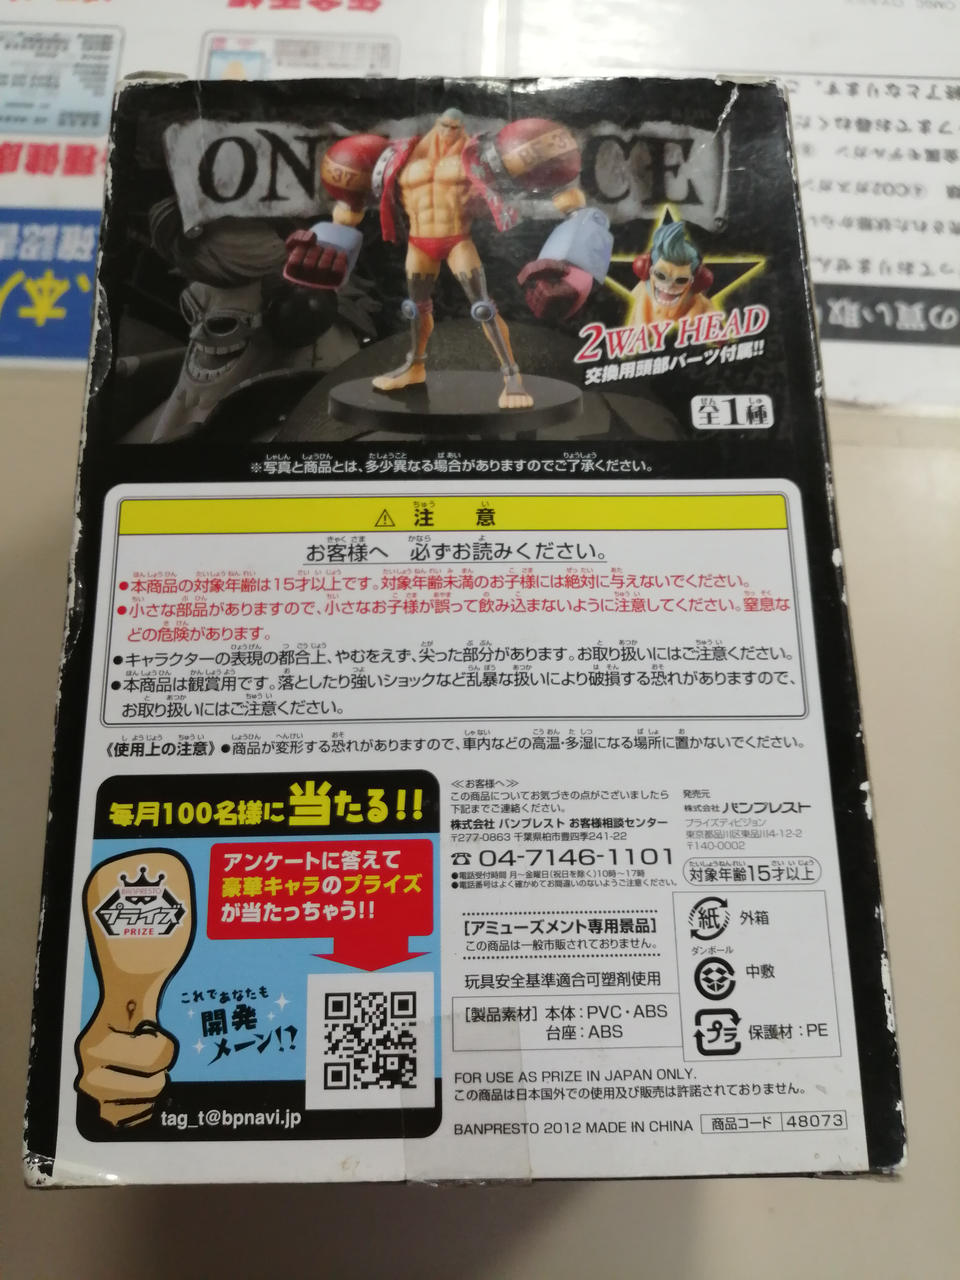 ON
CE
-37
BF-37
2WAY HEAD
交換用頭部パーツ付属!!
全1種
※写真と商品とは、多少異なる場合がありますのでご了承ください。
⚠ 注意
お客様へ 必ずお読みください。
●本商品の対象年齢は15才以上です。対象年齢未満のお子様には絶対に与えないでください。
●小さな部品がありますので、小さなお子様が誤って飲み込まないように注意してください。窒息な
どの危険があります。
●キャラクターの表現の都合上、やむをえず、尖った部分があります。お取り扱いにはご注意ください。
●本商品は観賞用です。落としたり強いショックなど乱暴な扱いにより破損する恐れがありますので、
お取り扱いにはご注意ください。
《使用上の注意》●商品が変形する恐れがありますので、車内などの高温・多湿になる場所に置かないでください。
毎月100名様に当たる!!
アンケートに答えて
豪華キャラのプライズ
が当たっちゃう!!
BANPRESTO
プライズ
PRIZE
これであなたも
開発
メーン!?
tag_t@bpnavi.jp
≪お客様へ≫
この商品についてお気づきの点がございましたら
下記までご連絡ください。
株式会社 バンプレスト お客様相談センター
〒277-0863 千葉県柏市豊四季241-22
☎04-7146-1101
●電話受付時間 月〜金曜日(祝日を除く)10時〜17時
●電話番号はよく確かめてお間違いのないようご注意ください。
発売元
株式会社 バンプレスト
プライズディビジョン
東京都品川区東品川4-12-2
〒140-0002
対象年齢15才以上
[アミューズメント専用景品]
この商品は一般市販されておりません。
玩具安全基準適合可塑剤使用
[製品素材] 本体:PVC・ABS
台座:ABS
紙 外箱
ダンボール
中敷
プラ 保護材:PE
FOR USE AS PRIZE IN JAPAN ONLY.
この商品は日本国外での使用及び販売は許諾されておりません。
BANPRESTO 2012 MADE IN CHINA 商品コード 48073